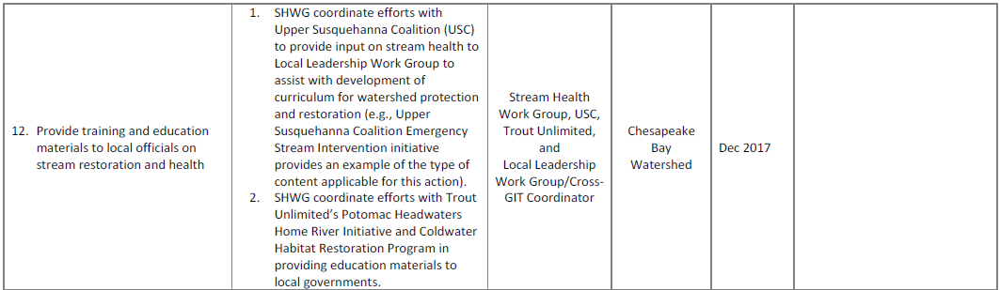 12. Provide training and education
materials to local officials on
stream restoration and health
1. SHWG coordinate efforts with
Upper Susquehanna Coalition (USC)
to provide input on stream health to
Local Leadership Work Group to
assist with development of
curriculum for watershed protection
and restoration (e.g., Upper
Susquehanna Coalition Emergency
Stream Intervention initiative
provides an example of the type of
content applicable for this action).
2. SHWG coordinate efforts with Trout
Unlimited’s Potomac Headwaters
Home River Initiative and Coldwater
Habitat Restoration Program in
providing education materials to
local governments.
Stream Health
Work Group, USC,
Trout Unlimited,
and
Local Leadership
Work Group/Cross-
GIT Coordinator
Chesapeake
Bay
Watershed
Dec 2017